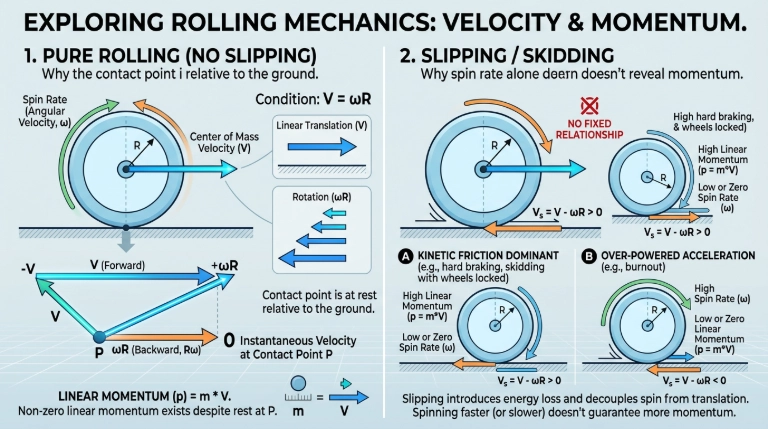 EXPLORING ROLLING MECHANICS: VELOCITY & MOMENTUM.
1. PURE ROLLING (NO SLIPPING)
Why the contact point i relative to the ground.
Spin Rate
(Angular
Velocity, ω)
R
Condition: V = ωR
Center of Mass
Velocity (V)
Linear Translation (V)
Rotation (ωR)
Contact point is at rest
relative to the ground.
-V
V (Forward)
+ωR
V
P
ωR (Backward, Rω)
0 Instantaneous Velocity
at Contact Point P
LINEAR MOMENTUM (p) = m * V.
Non-zero linear momentum exists despite rest at P.
m
=
V
2. SLIPPING / SKIDDING
Why spin rate alone deern doesn't reveal momentum.
R
NO FIXED
RELATIONSHIP
Vs = V - ωR > 0
High hard braking,
& wheels locked)
High Linear
Momentum
(p = m*V)
Low or Zero
Spin Rate
(ω)
R
Vs = V - ωR > 0
A KINETIC FRICTION DOMINANT
(e.g., hard braking, skidding
with wheels locked)
High Linear
Momentum
(p = m*V)
Low or Zero
Spin Rate (ω)
R
Vs = V - ωR > 0
B OVER-POWERED ACCELERATION
(e.g., burnout)
High
Spin Rate (ω)
Low or Zero
Linear
Momentum
(p = m*V)
R
Vs = V - ωR < 0
Slipping introduces energy loss and decouples spin from translation.
Spinning faster (or slower) doesn't guarantee more momentum.